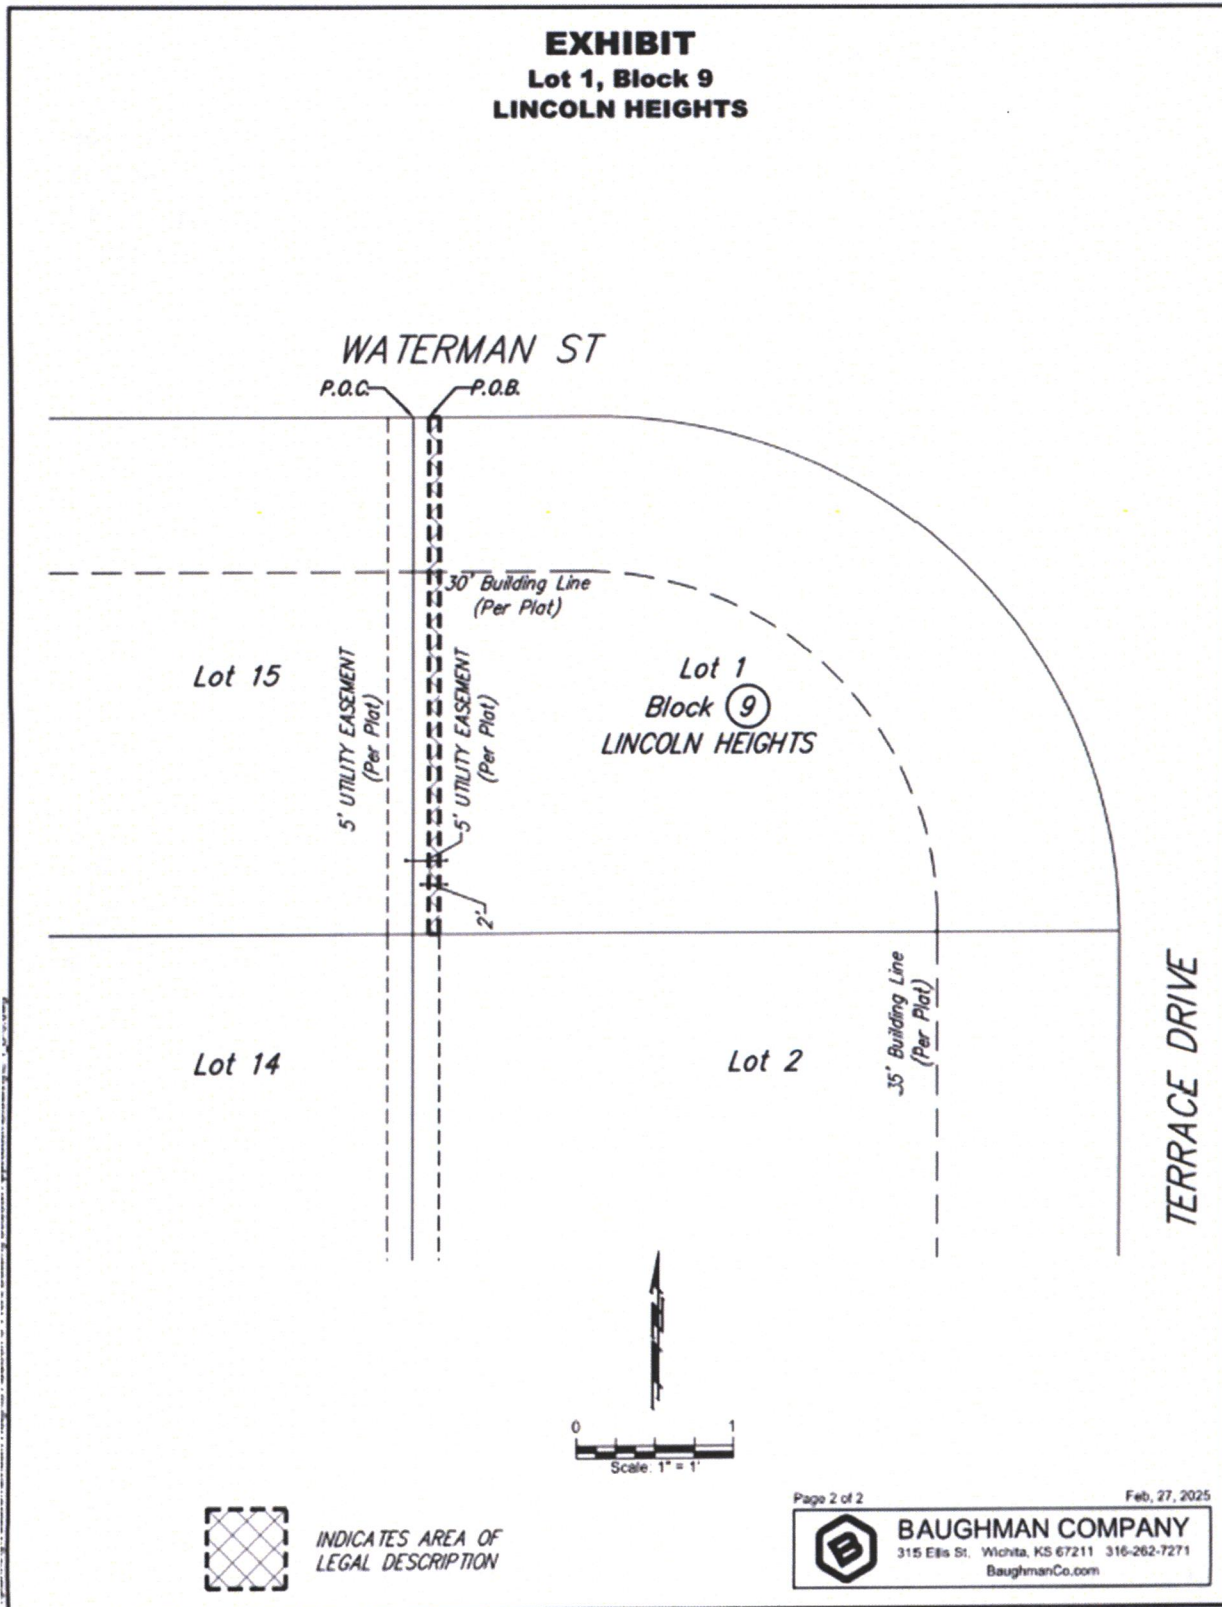 EXHIBIT
Lot 1, Block 9
LINCOLN HEIGHTS
WATERMAN ST
P.O.C.
P.O.B.
30' Building Line
(Per Plat)
Lot 15
5' UTILITY EASEMENT
(Per Plat)
5' UTILITY EASEMENT
(Per Plat)
Lot 1
Block 9
LINCOLN HEIGHTS
2'
35' Building Line
(Per Plat)
Lot 14
Lot 2
TERRACE DRIVE
0 1
Scale: 1" = 1'
INDICATES AREA OF
LEGAL DESCRIPTION
Page 2 of 2
Feb, 27, 2025
B
BAUGHMAN COMPANY
315 Ellis St. Wichita, KS 67211 316-262-7271
BaughmanCo.com